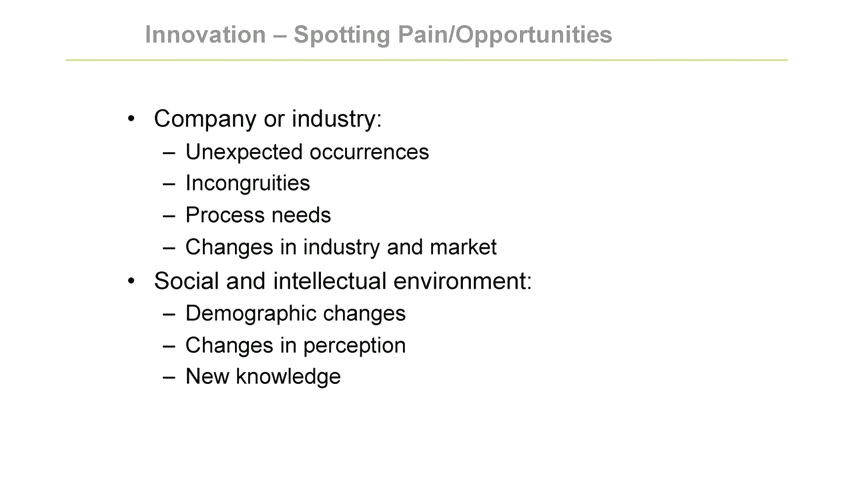 Innovation – Spotting Pain/Opportunities
• Company or industry:
– Unexpected occurrences
– Incongruities
– Process needs
– Changes in industry and market
• Social and intellectual environment:
– Demographic changes
– Changes in perception
– New knowledge